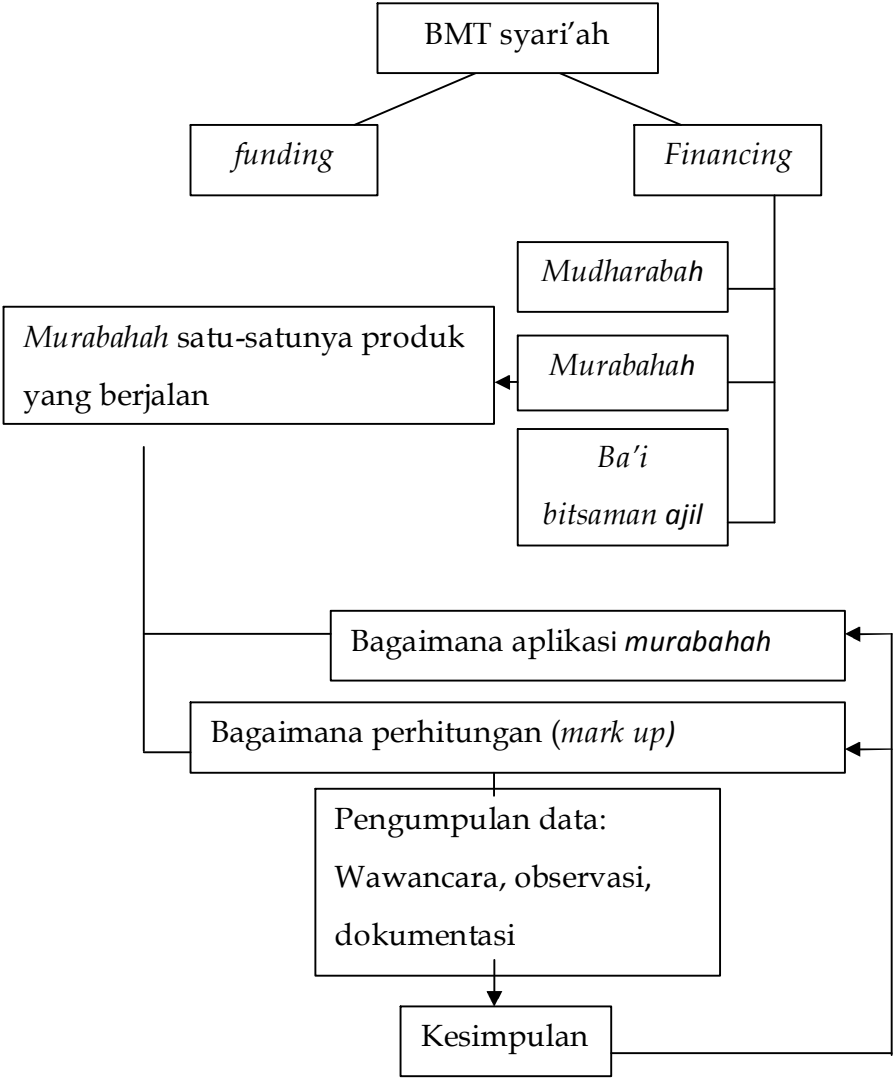 BMT syari’ah
funding
Financing
Mudharabah
Murabahah satu-satunya produk
yang berjalan
Murabahah
Ba’i
bitsaman ajil
Bagaimana aplikasi murabahah
Bagaimana perhitungan (mark up)
Pengumpulan data:
Wawancara, observasi,
dokumentasi
Kesimpulan